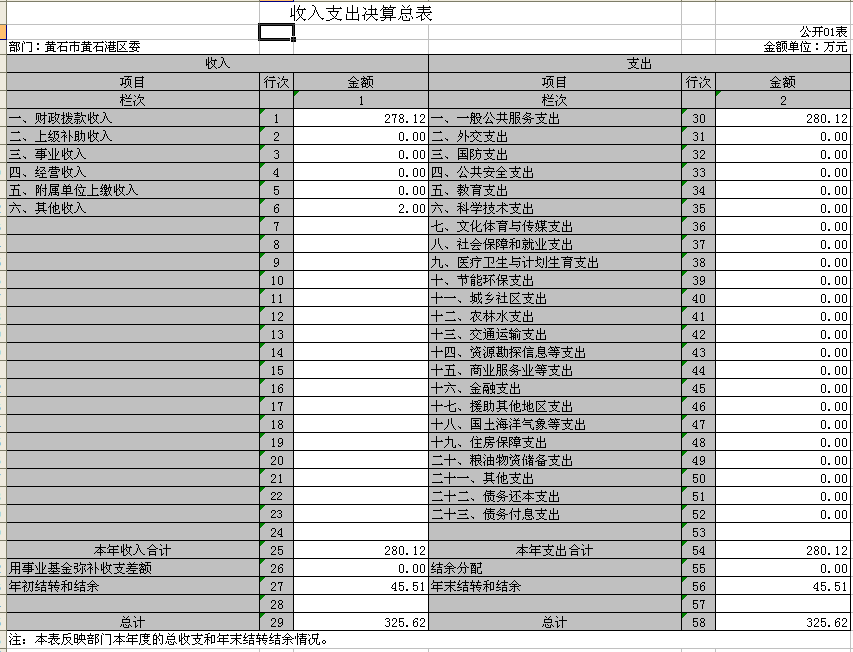 收入支出决算总表
公开01表
部门：黄石市黄石港区委 金额单位：万元
收入 支出
项目 行次 金额 项目 行次 金额
栏次 1 栏次 2
一、财政拨款收入 1 278.12 一、一般公共服务支出 30 280.12
二、上级补助收入 2 0.00 二、外交支出 31 0.00
三、事业收入 3 0.00 三、国防支出 32 0.00
四、经营收入 4 0.00 四、公共安全支出 33 0.00
五、附属单位上缴收入 5 0.00 五、教育支出 34 0.00
六、其他收入 6 2.00 六、科学技术支出 35 0.00
7 七、文化体育与传媒支出 36 0.00
8 八、社会保障和就业支出 37 0.00
9 九、医疗卫生与计划生育支出 38 0.00
10 十、节能环保支出 39 0.00
11 十一、城乡社区支出 40 0.00
12 十二、农林水支出 41 0.00
13 十三、交通运输支出 42 0.00
14 十四、资源勘探信息等支出 43 0.00
15 十五、商业服务业等支出 44 0.00
16 十六、金融支出 45 0.00
17 十七、援助其他地区支出 46 0.00
18 十八、国土海洋气象等支出 47 0.00
19 十九、住房保障支出 48 0.00
20 二十、粮油物资储备支出 49 0.00
21 二十一、其他支出 50 0.00
22 二十二、债务还本支出 51 0.00
23 二十三、债务付息支出 52 0.00
24 53
本年收入合计 25 280.12 本年支出合计 54 280.12
用事业基金弥补收支差额 26 0.00 结余分配 55 0.00
年初结转和结余 27 45.51 年末结转和结余 56 45.51
28 57
总计 29 325.62 总计 58 325.62
注：本表反映部门本年度的总收支和年末结转结余情况。